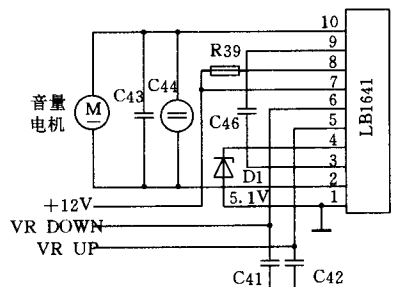 10
9
R39
8
音量
电机
M
C43
C44
7
6
C46
5
4
3
D1
2
+12V
5.1V
1
LB1641
VR DOWN
VR UP
C41
C42